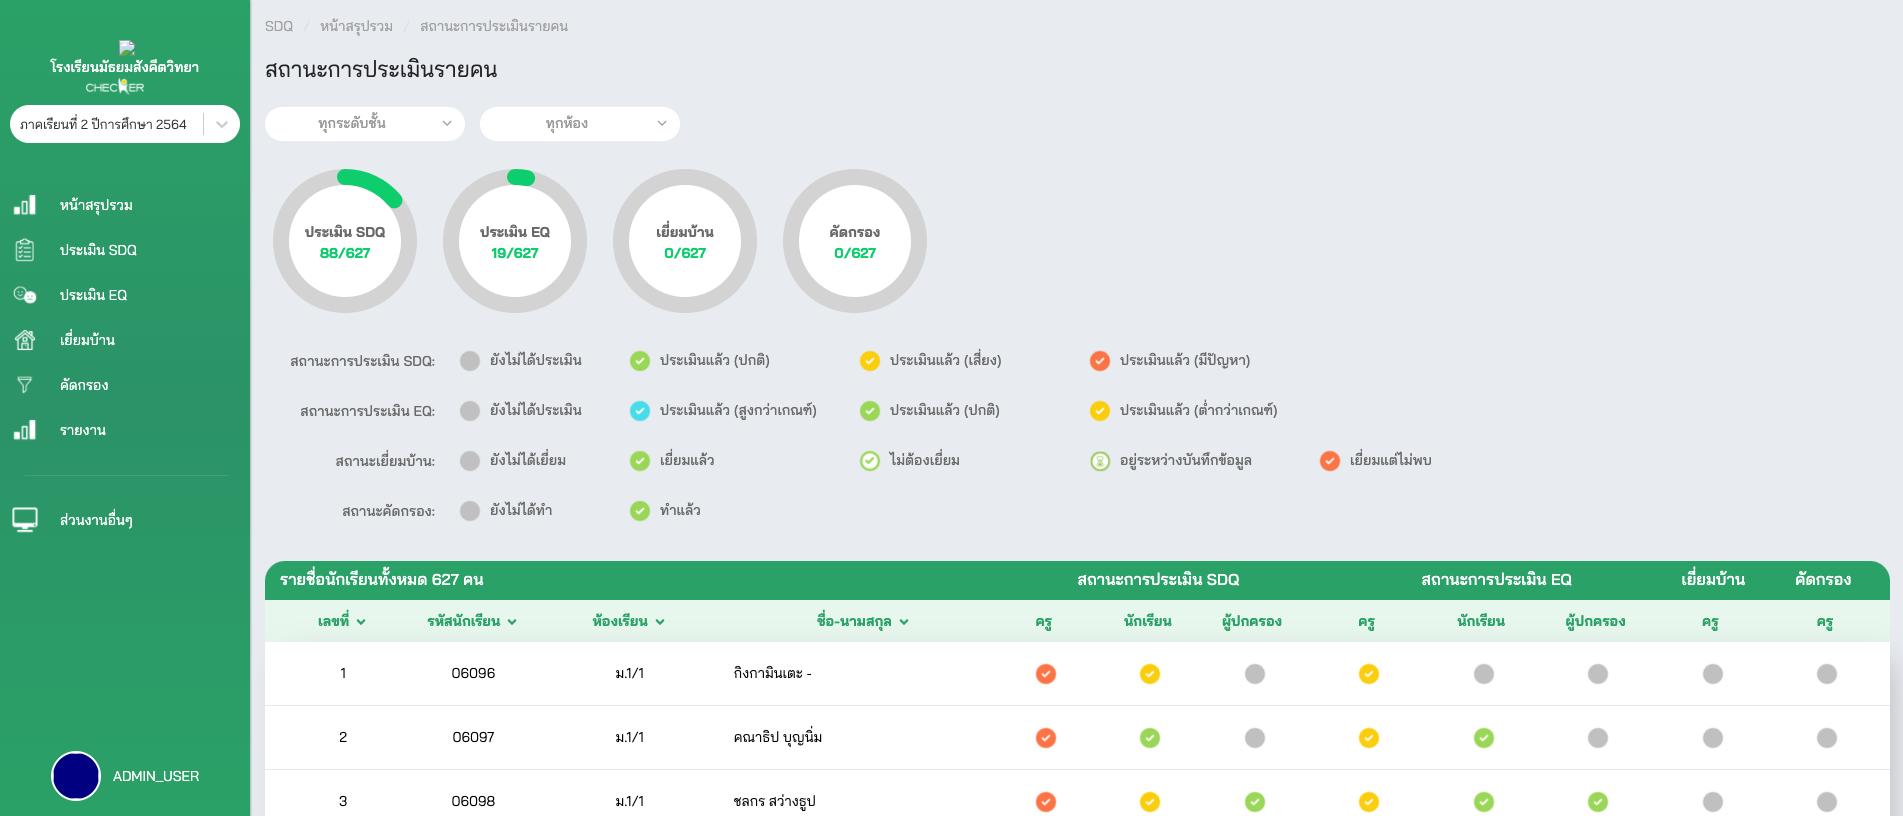 โรงเรียนมัธยมสังคีตวิทยา
CHECKER
ภาคเรียนที่ 2 ปีการศึกษา 2564
หน้าสรุปรวม
ประเมิน SDQ
ประเมิน EQ
เยี่ยมบ้าน
คัดกรอง
รายงาน
ส่วนงานอื่นๆ
ADMIN_USER
SDQ / หน้าสรุปรวม / สถานะการประเมินรายคน
สถานะการประเมินรายคน
ทุกระดับชั้น ทุกห้อง
ประเมิน SDQ
88/627
ประเมิน EQ
19/627
เยี่ยมบ้าน
0/627
คัดกรอง
0/627
สถานะการประเมิน SDQ: ยังไม่ได้ประเมิน ประเมินแล้ว (ปกติ) ประเมินแล้ว (เสี่ยง) ประเมินแล้ว (มีปัญหา)
สถานะการประเมิน EQ: ยังไม่ได้ประเมิน ประเมินแล้ว (สูงกว่าเกณฑ์) ประเมินแล้ว (ปกติ) ประเมินแล้ว (ต่ำกว่าเกณฑ์)
สถานะเยี่ยมบ้าน: ยังไม่ได้เยี่ยม เยี่ยมแล้ว ไม่ต้องเยี่ยม อยู่ระหว่างบันทึกข้อมูล เยี่ยมแต่ไม่พบ
สถานะคัดกรอง: ยังไม่ได้ทำ ทำแล้ว
รายชื่อนักเรียนทั้งหมด 627 คน สถานะการประเมิน SDQ สถานะการประเมิน EQ เยี่ยมบ้าน คัดกรอง
เลขที่ รหัสนักเรียน ห้องเรียน ชื่อ-นามสกุล ครู นักเรียน ผู้ปกครอง ครู นักเรียน ผู้ปกครอง ครู ครู
1 06096 ม.1/1 กิงกามินเตะ -
2 06097 ม.1/1 คณาธิป บุญนิ่ม
3 06098 ม.1/1 ชลกร สว่างธูป